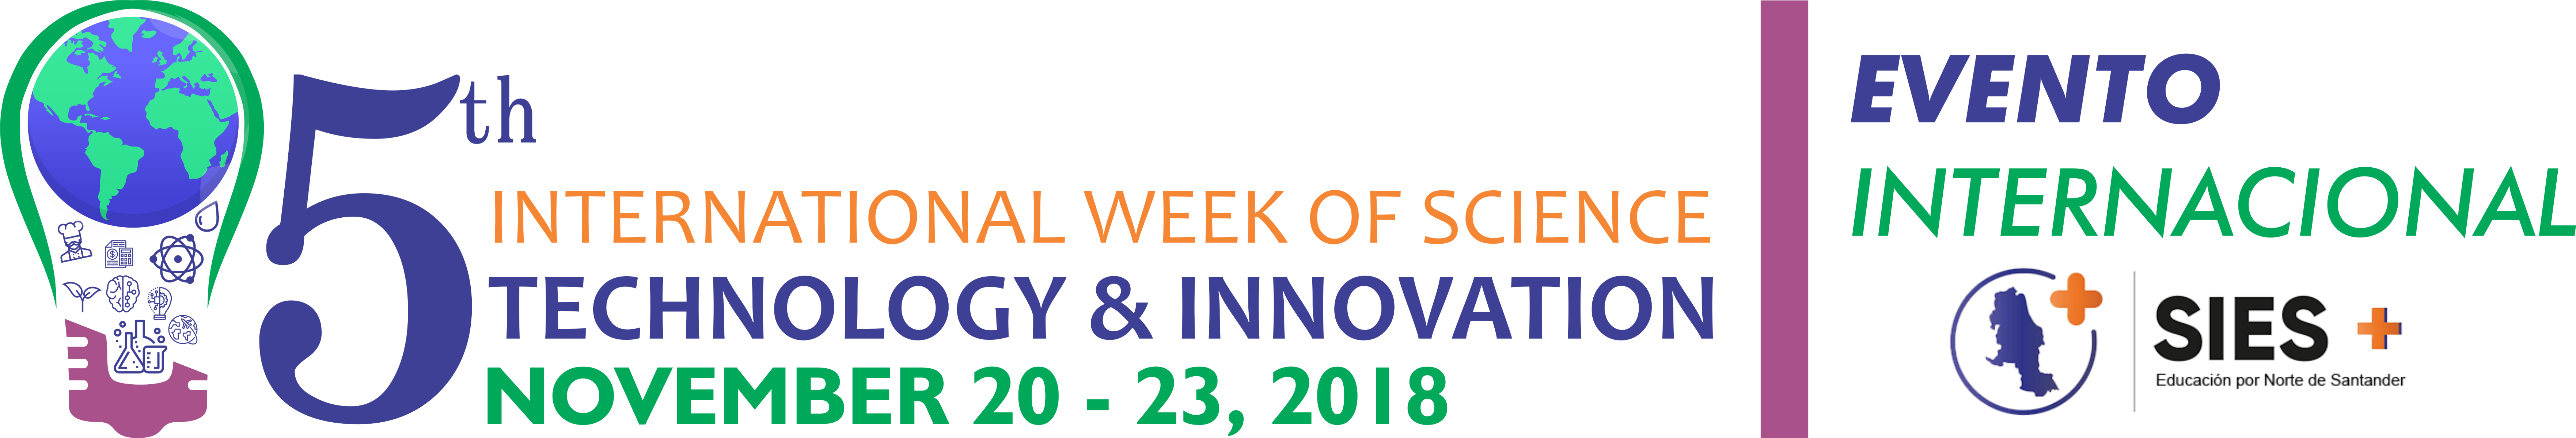 5th
INTERNATIONAL WEEK OF SCIENCE
TECHNOLOGY & INNOVATION
NOVEMBER 20 - 23, 2018
EVENTO
INTERNACIONAL
SIES +
Educación por Norte de Santander